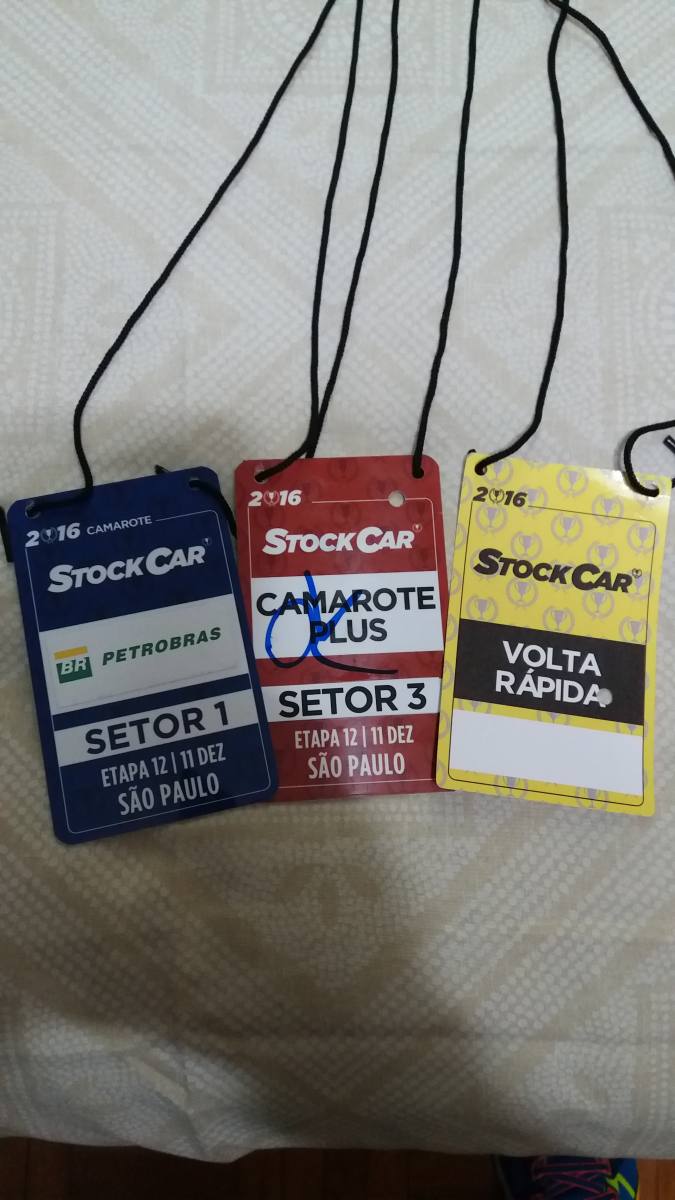 2016 CAMAROTE
STOCK CAR
BR PETROBRAS
SETOR 1
ETAPA 12 | 11 DEZ
SÃO PAULO
2016
STOCK CAR
CAMAROTE
PLUS
SETOR 3
ETAPA 12 | 11 DEZ
SÃO PAULO
2016
STOCK CAR
VOLTA
RÁPIDA